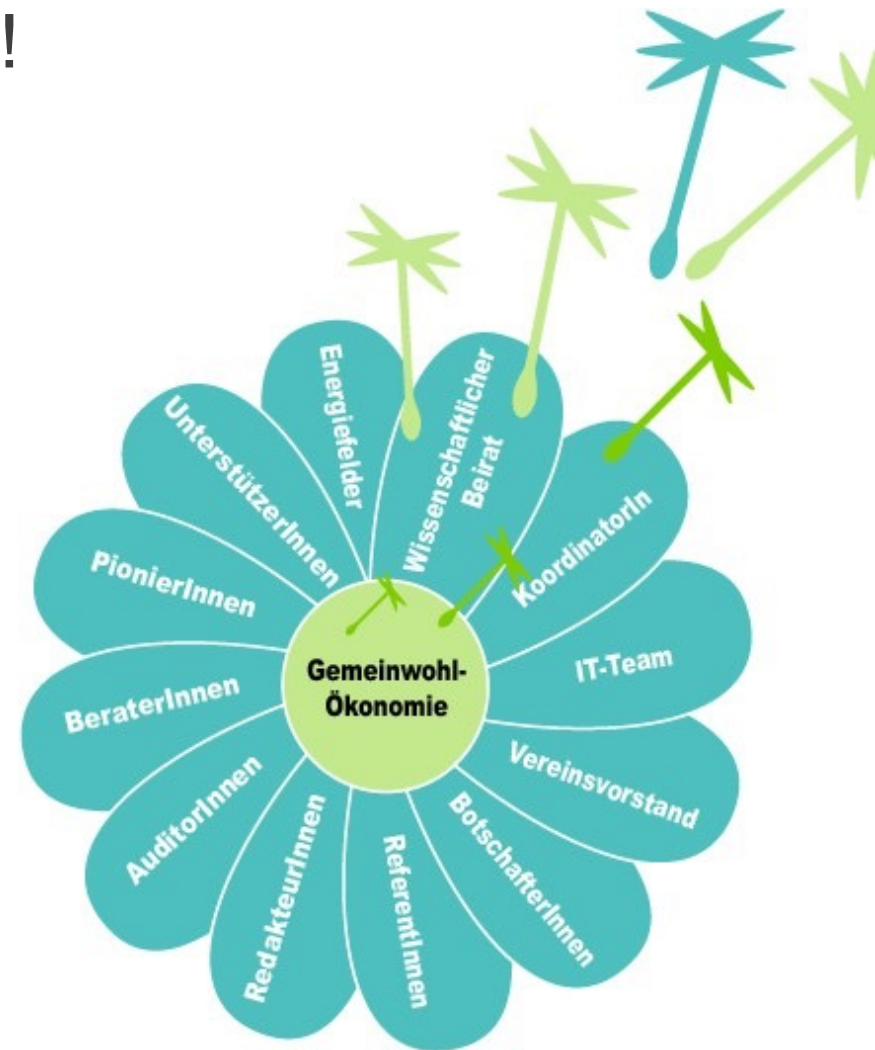 !
Energiefelder
Wissenschaftlicher
Beirat
KoordinatorIn
IT-Team
Vereinsvorstand
BotschafterInnen
ReferentInnen
RedakteurInnen
AuditorInnen
BeraterInnen
PionierInnen
UnterstützerInnen
Gemeinwohl-
Ökonomie